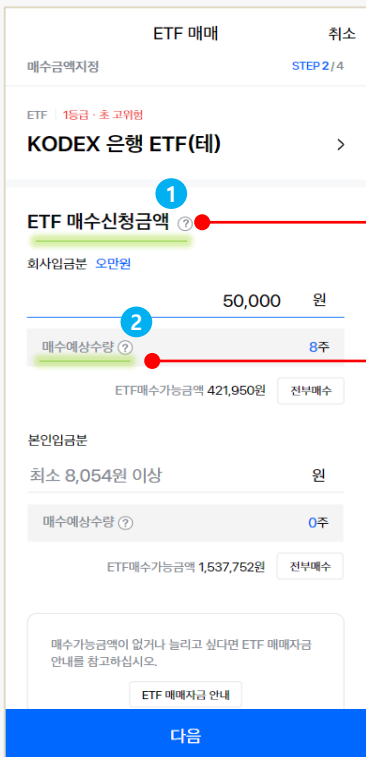 ETF 매매 취소
매수금액지정 STEP 2/4
ETF | 1등급 · 초 고위험
KODEX 은행 ETF(테) >
1
ETF 매수신청금액 ?
회사입금분 오만원
50,000 원
2
매수예상수량 ? 8주
ETF매수가능금액 421,950원 전부매수
본인입금분
최소 8,054원 이상 원
매수예상수량 ? 0주
ETF매수가능금액 1,537,752원 전부매수
매수가능금액이 없거나 늘리고 싶다면 ETF 매매자금
안내를 참고하십시오.
ETF 매매자금 안내
다음